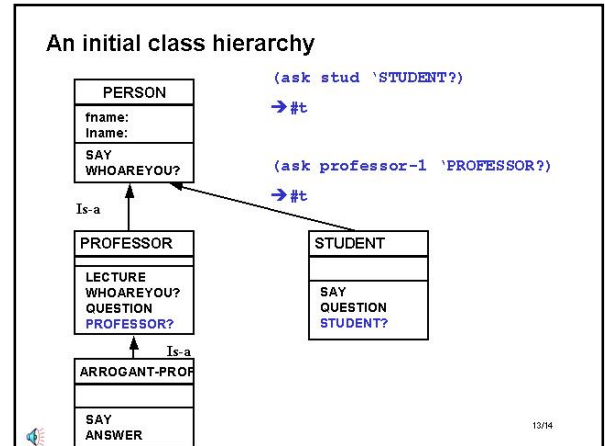 An initial class hierarchy
PERSON
fname:
lname:
SAY
WHOAREYOU?
(ask stud `STUDENT?)
➔#t
(ask professor-1 `PROFESSOR?)
➔#t
Is-a
PROFESSOR
LECTURE
WHOAREYOU?
QUESTION
PROFESSOR?
STUDENT
SAY
QUESTION
STUDENT?
Is-a
ARROGANT-PROF
SAY
ANSWER
13/14